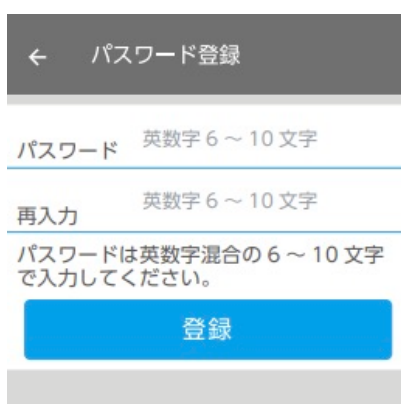 ← パスワード登録
パスワード 英数字 6 ～ 10 文字
再入力 英数字 6 ～ 10 文字
パスワードは英数字混合の 6 ～ 10 文字
で入力してください。
登録